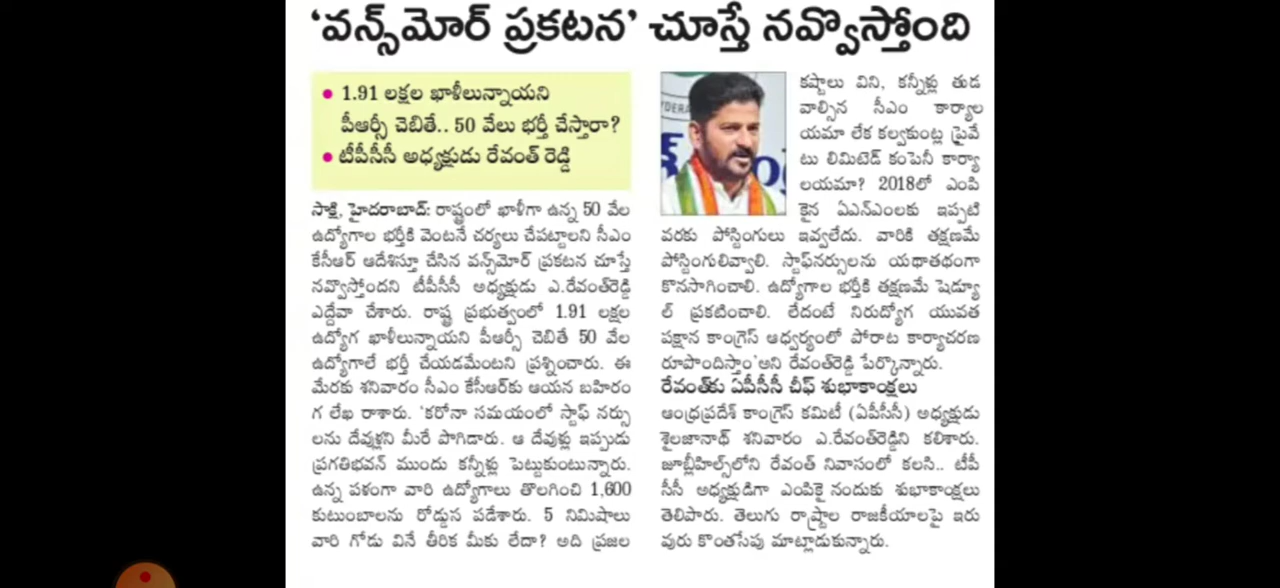 ‘వన్స్‌మోర్ ప్రకటన’ చూస్తే నవ్వొస్తోంది
• 1.91 లక్షల ఖాళీలున్నాయని
పీఆర్సీ చెబితే.. 50 వేలు భర్తీ చేస్తారా?
• టీపీసీసీ అధ్యక్షుడు రేవంత్ రెడ్డి
సాక్షి, హైదరాబాద్: రాష్ట్రంలో ఖాళీగా ఉన్న 50 వేల
ఉద్యోగాల భర్తీకి వెంటనే చర్యలు చేపట్టాలని సీఎం
కేసీఆర్ ఆదేశిస్తూ చేసిన వన్స్‌మోర్ ప్రకటన చూస్తే
నవ్వొస్తోందని టీపీసీసీ అధ్యక్షుడు ఎ.రేవంత్‌రెడ్డి
ఎద్దేవా చేశారు. రాష్ట్ర ప్రభుత్వంలో 1.91 లక్షల
ఉద్యోగ ఖాళీలున్నాయని పీఆర్సీ చెబితే 50 వేల
ఉద్యోగాలే భర్తీ చేయడమేంటని ప్రశ్నించారు. ఈ
మేరకు శనివారం సీఎం కేసీఆర్‌కు ఆయన బహిరం
గ లేఖ రాశారు. ‘కరోనా సమయంలో స్టాఫ్ నర్సు
లను దేవుళ్లని మీరే పొగిడారు. ఆ దేవుళ్లు ఇప్పుడు
ప్రగతిభవన్ ముందు కన్నీళ్లు పెట్టుకుంటున్నారు.
ఉన్న పళంగా వారి ఉద్యోగాలు తొలగించి 1,600
కుటుంబాలను రోడ్డున పడేశారు. 5 నిమిషాలు
వారి గోడు వినే తీరిక మీకు లేదా? అది ప్రజల
కష్టాలు విని, కన్నీళ్లు తుడ
వాల్సిన సీఎం కార్యాల
యమా లేక కల్వకుంట్ల ప్రైవే
టు లిమిటెడ్ కంపెనీ కార్యా
లయమా? 2018లో ఎంపి
కైన ఏఎన్ఎంలకు ఇప్పటి
వరకు పోస్టింగులు ఇవ్వలేదు. వారికి తక్షణమే
పోస్టింగులివ్వాలి. స్టాఫ్‌నర్సులను యథాతథంగా
కొనసాగించాలి. ఉద్యోగాల భర్తీకి తక్షణమే షెడ్యూ
ల్ ప్రకటించాలి. లేదంటే నిరుద్యోగ యువత
పక్షాన కాంగ్రెస్ ఆధ్వర్యంలో పోరాట కార్యాచరణ
రూపొందిస్తాం’అని రేవంత్‌రెడ్డి పేర్కొన్నారు.
రేవంత్‌కు ఏపీసీసీ చీఫ్ శుభాకాంక్షలు
ఆంధ్రప్రదేశ్ కాంగ్రెస్ కమిటీ (ఏపీసీసీ) అధ్యక్షుడు
శైలజానాథ్ శనివారం ఎ.రేవంత్‌రెడ్డిని కలిశారు.
జూబ్లీహిల్స్‌లోని రేవంత్ నివాసంలో కలసి.. టీపీ
సీసీ అధ్యక్షుడిగా ఎంపికై నందుకు శుభాకాంక్షలు
తెలిపారు. తెలుగు రాష్ట్రాల రాజకీయాలపై ఇరు
వురు కొంతసేపు మాట్లాడుకున్నారు.